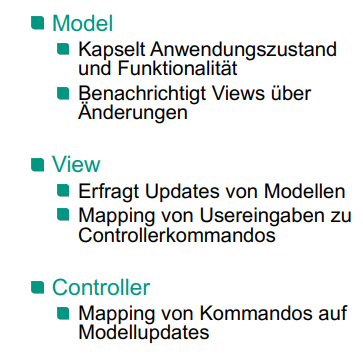 Model
Kapselt Anwendungszustand
und Funktionalität
Benachrichtigt Views über
Änderungen
View
Erfragt Updates von Modellen
Mapping von Usereingaben zu
Controllerkommandos
Controller
Mapping von Kommandos auf
Modellupdates